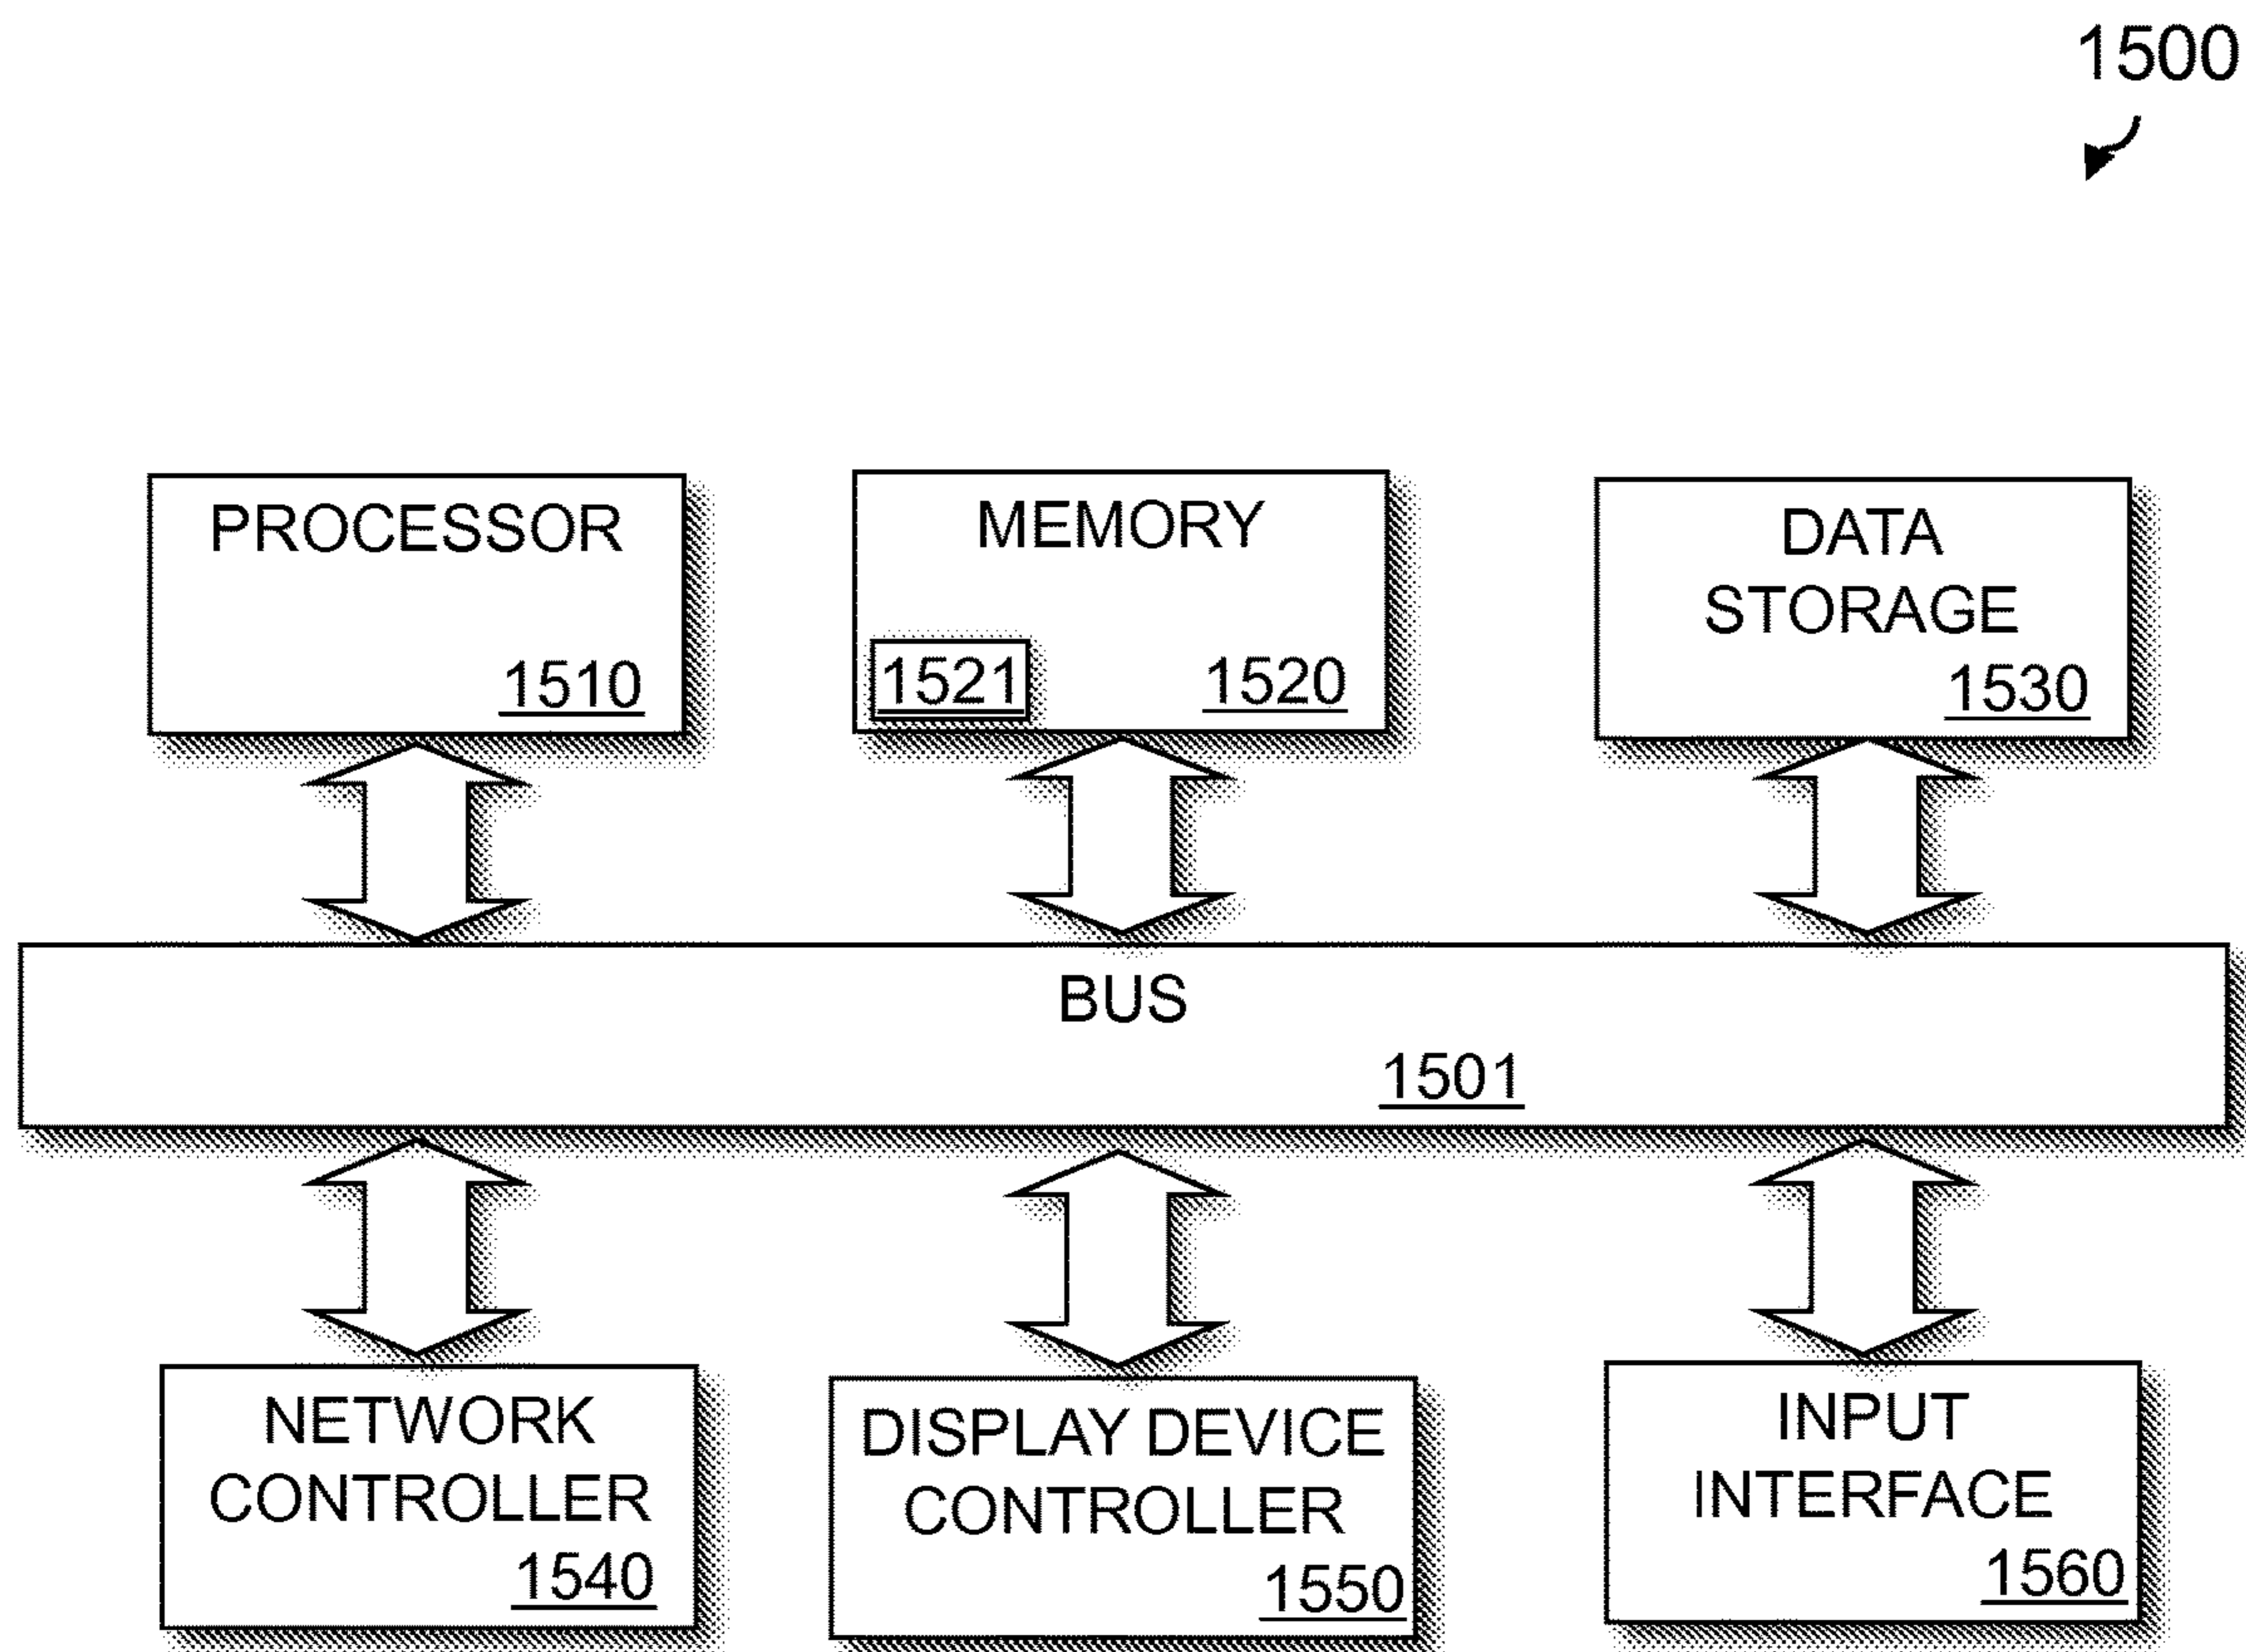 1500
PROCESSOR
1510
MEMORY
1521
1520
DATA
STORAGE
1530
BUS
1501
NETWORK
CONTROLLER
1540
DISPLAY DEVICE
CONTROLLER
1550
INPUT
INTERFACE
1560